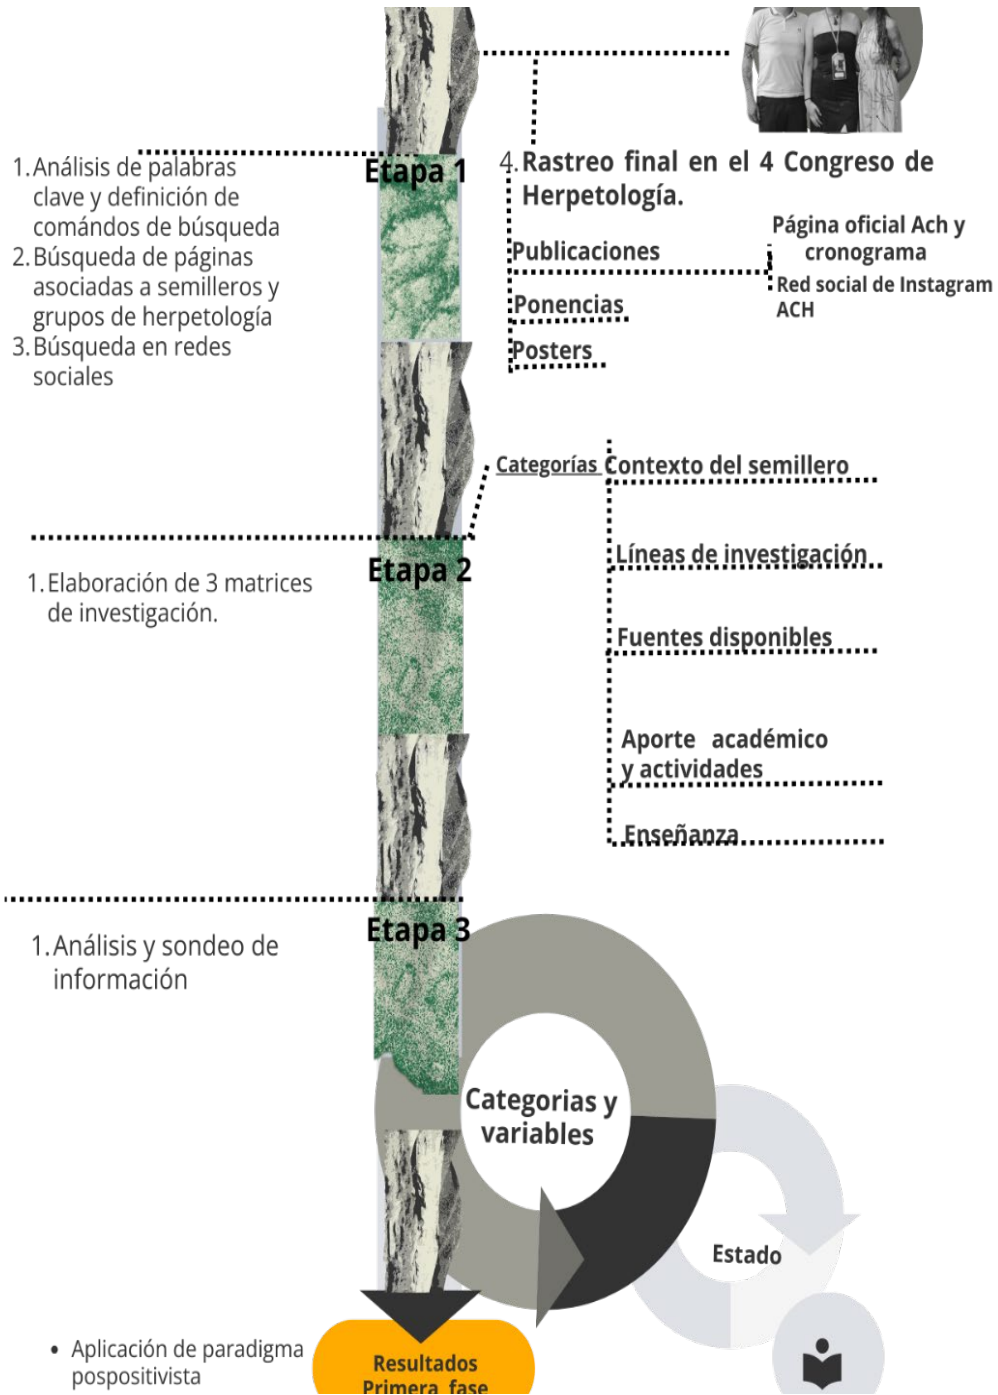 Etapa 1
1. Análisis de palabras
clave y definición de
comándos de búsqueda
2. Búsqueda de páginas
asociadas a semilleros y
grupos de herpetología
3. Búsqueda en redes
sociales
4. Rastreo final en el 4 Congreso de
Herpetología.
Publicaciones
Página oficial Ach y
cronograma
Red social de Instagram
ACH
Ponencias
Posters
Etapa 2
1. Elaboración de 3 matrices
de investigación.
Categorías
Contexto del semillero
Líneas de investigación
Fuentes disponibles
Aporte académico
y actividades
Enseñanza
Etapa 3
1. Análisis y sondeo de
información
Categorias y
variables
Estado
• Aplicación de paradigma
pospositivista
Resultados
Primera fase